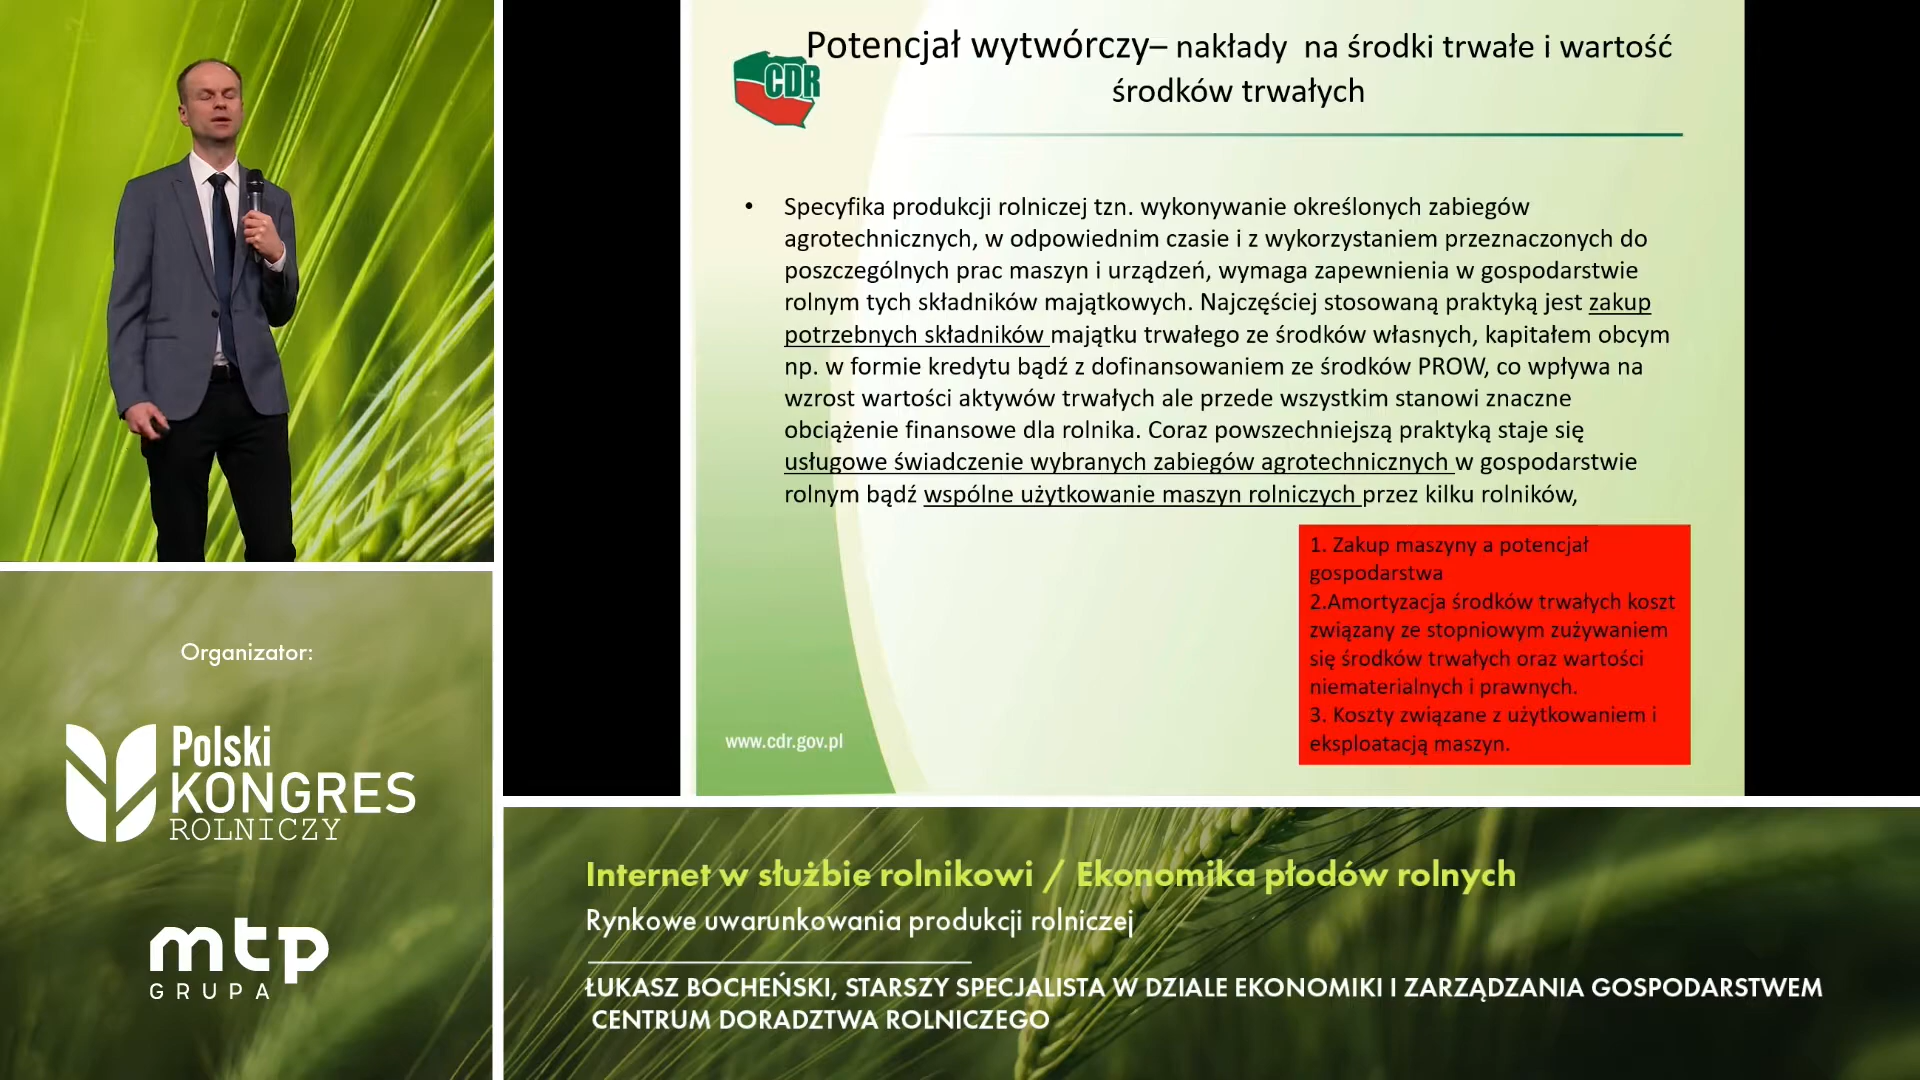 Potencjał wytwórczy– nakłady na środki trwałe i wartość
środków trwałych
CDR
• Specyfika produkcji rolniczej tzn. wykonywanie określonych zabiegów
agrotechnicznych, w odpowiednim czasie i z wykorzystaniem przeznaczonych do
poszczególnych prac maszyn i urządzeń, wymaga zapewnienia w gospodarstwie
rolnym tych składników majątkowych. Najczęściej stosowaną praktyką jest zakup
potrzebnych składników majątku trwałego ze środków własnych, kapitałem obcym
np. w formie kredytu bądź z dofinansowaniem ze środków PROW, co wpływa na
wzrost wartości aktywów trwałych ale przede wszystkim stanowi znaczne
obciążenie finansowe dla rolnika. Coraz powszechniejszą praktyką staje się
usługowe świadczenie wybranych zabiegów agrotechnicznych w gospodarstwie
rolnym bądź wspólne użytkowanie maszyn rolniczych przez kilku rolników,
1. Zakup maszyny a potencjał
gospodarstwa
2.Amortyzacja środków trwałych koszt
związany ze stopniowym zużywaniem
się środków trwałych oraz wartości
niematerialnych i prawnych.
3. Koszty związane z użytkowaniem i
eksploatacją maszyn.
www.cdr.gov.pl
Organizator:
Polski
KONGRES
ROLNICZY
mtp
GRUPA
Internet w służbie rolnikowi / Ekonomika płodów rolnych
Rynkowe uwarunkowania produkcji rolniczej
ŁUKASZ BOCHEŃSKI, STARSZY SPECJALISTA W DZIALE EKONOMIKI I ZARZĄDZANIA GOSPODARSTWEM
CENTRUM DORADZTWA ROLNICZEGO